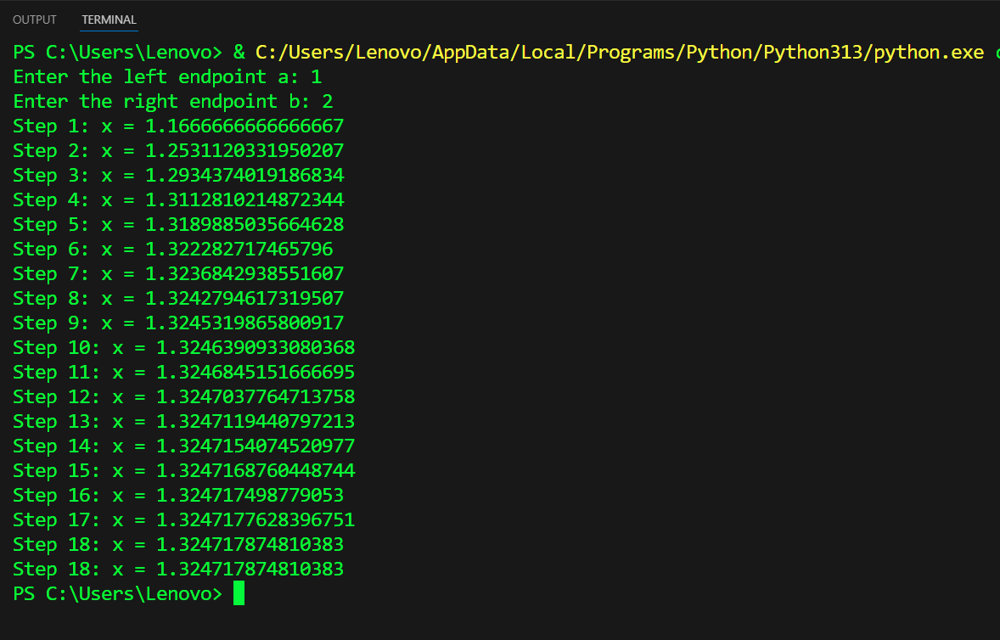 OUTPUT TERMINAL
PS C:\Users\Lenovo> & C:/Users/Lenovo/AppData/Local/Programs/Python/Python313/python.exe
Enter the left endpoint a: 1
Enter the right endpoint b: 2
Step 1: x = 1.1666666666666667
Step 2: x = 1.2531120331950207
Step 3: x = 1.2934374019186834
Step 4: x = 1.3112810214872344
Step 5: x = 1.3189885035664628
Step 6: x = 1.322282717465796
Step 7: x = 1.3236842938551607
Step 8: x = 1.3242794617319507
Step 9: x = 1.3245319865800917
Step 10: x = 1.3246390933080368
Step 11: x = 1.3246845151666695
Step 12: x = 1.3247037764713758
Step 13: x = 1.3247119440797213
Step 14: x = 1.3247154074520977
Step 15: x = 1.3247168760448744
Step 16: x = 1.324717498779053
Step 17: x = 1.3247177628396751
Step 18: x = 1.324717874810383
Step 18: x = 1.324717874810383
PS C:\Users\Lenovo>